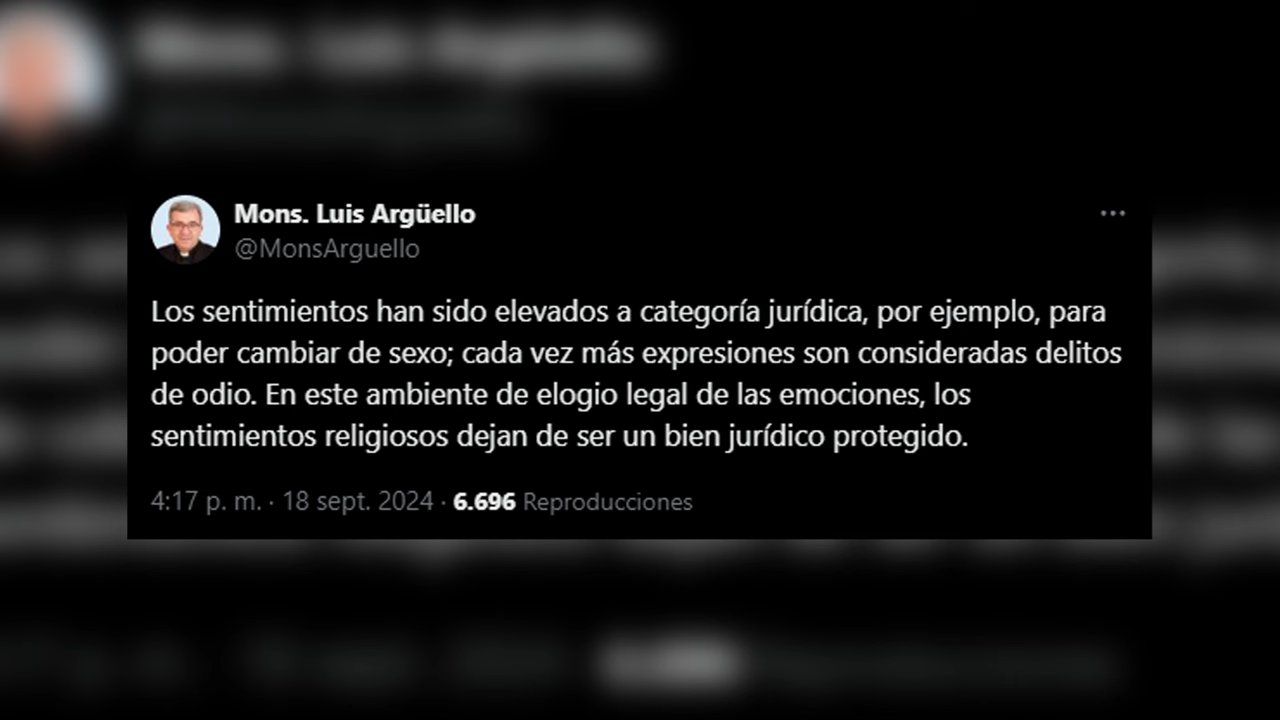 Mons. Luis Argüello
@MonsArguello
Los sentimientos han sido elevados a categoría jurídica, por ejemplo, para
poder cambiar de sexo; cada vez más expresiones son consideradas delitos
de odio. En este ambiente de elogio legal de las emociones, los
sentimientos religiosos dejan de ser un bien jurídico protegido.
4:17 p. m. · 18 sept. 2024 · 6.696 Reproducciones